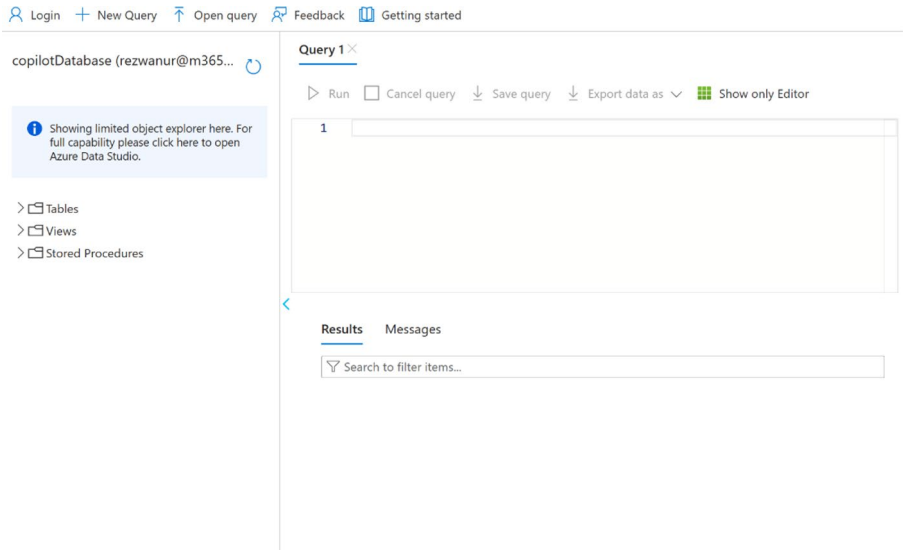 Login New Query Open query Feedback Getting started
copilotDatabase (rezwanur@m365...
Showing limited object explorer here. For
full capability please click here to open
Azure Data Studio.
Tables
Views
Stored Procedures
Query 1
Run Cancel query Save query Export data as Show only Editor
1
Results Messages
Search to filter items...